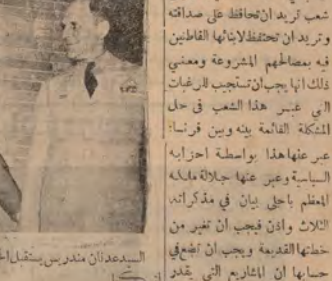 شعب تريد ان تحافظ على صداقته
وتريد ان تحتفظ لابنائها القاطنين
فيه بمصالحهم المشروعة ومعنى
ذلك انها يجب ان تستجيب للرغبات
التي عبر هذا الشعب في حل
المشكلة القائمة بينه وبين فرنسا:
عبر عنها هذا بواسطة احزابه
السياسية وعبر عنها جلالة ملكه
المعظم باجلى بيان في مذكراته
الثلاث واذن فيجب ان تغير من
خطتها القديمة ويجب ان تضع في
حسابها ان المشاريع التي يقدر
السيد عدنان مندريس يستقبل